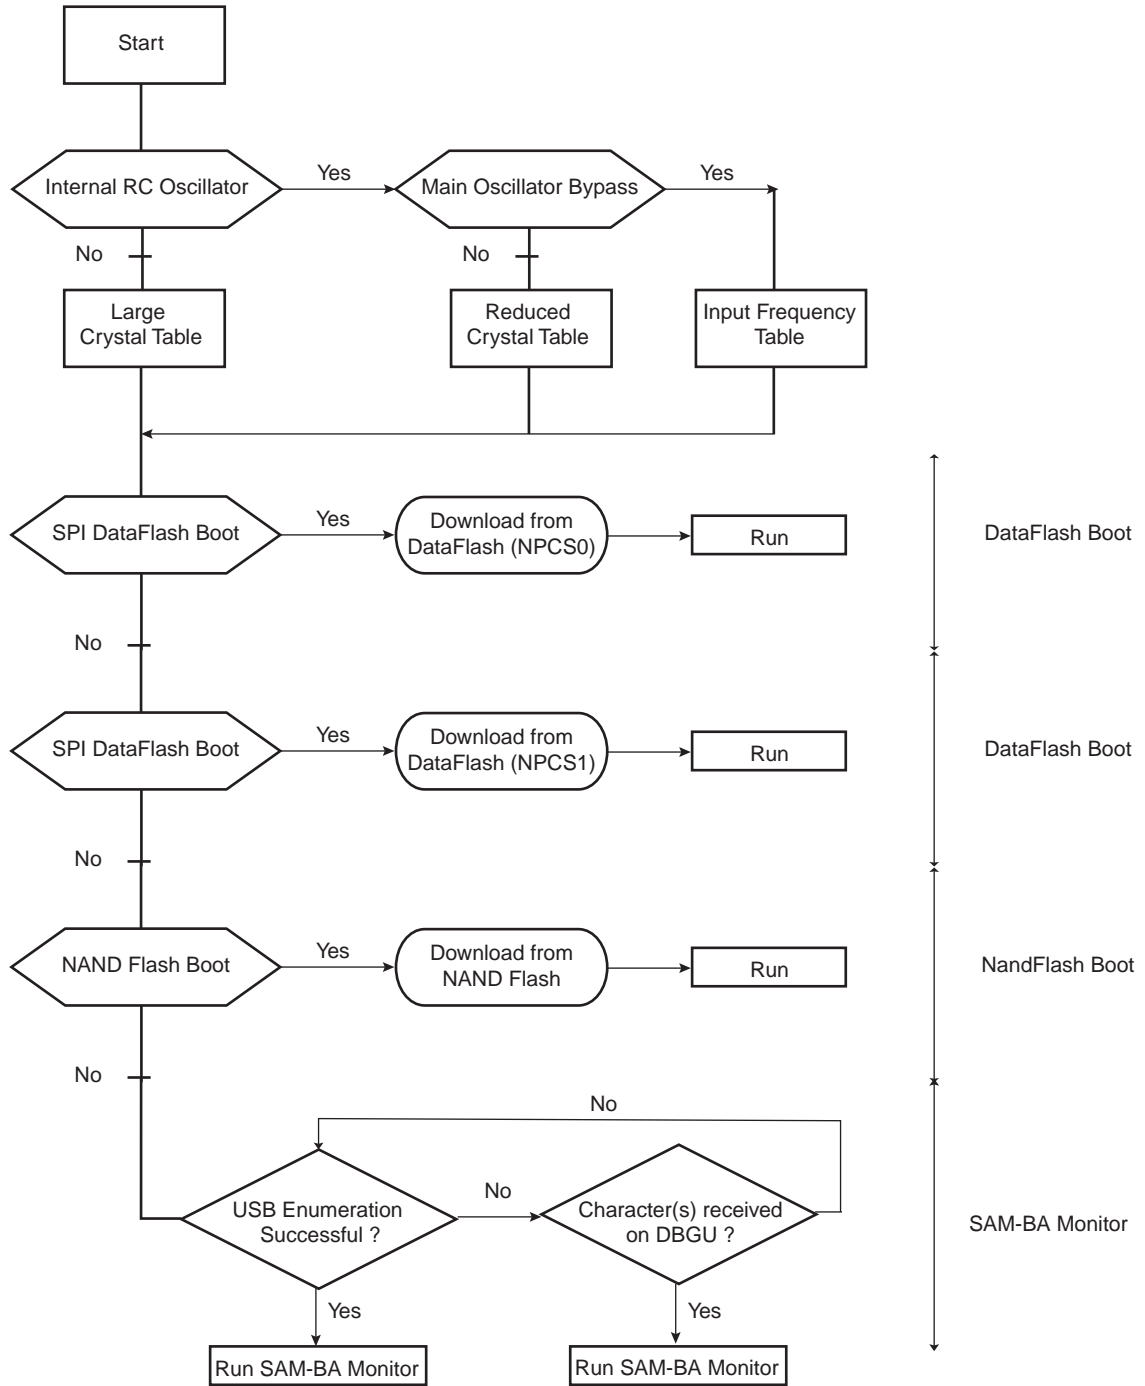 Start
Internal RC Oscillator
Yes
Main Oscillator Bypass
Yes
No
No
Large
Crystal Table
Reduced
Crystal Table
Input Frequency
Table
SPI DataFlash Boot
Yes
Download from
DataFlash (NPCS0)
Run
DataFlash Boot
No
SPI DataFlash Boot
Yes
Download from
DataFlash (NPCS1)
Run
DataFlash Boot
No
NAND Flash Boot
Yes
Download from
NAND Flash
Run
NandFlash Boot
No
No
USB Enumeration
Successful ?
No
Character(s) received
on DBGU ?
SAM-BA Monitor
Yes
Yes
Run SAM-BA Monitor
Run SAM-BA Monitor